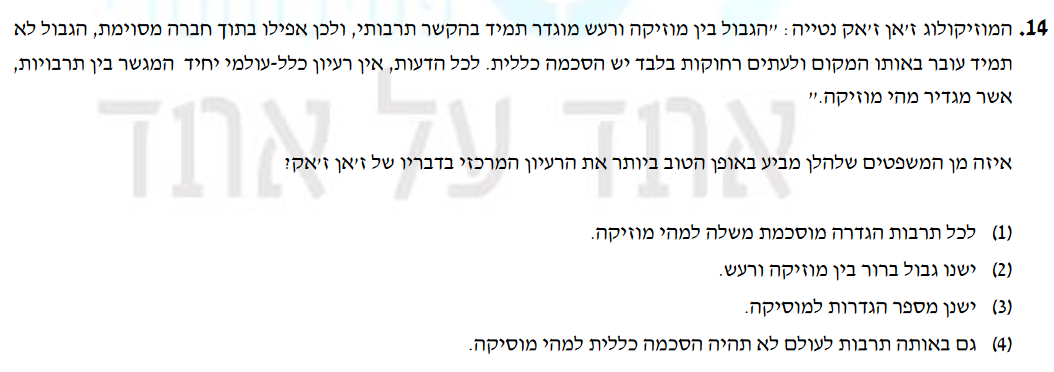 14. המוזיקולוג ז'אן ז'אק נטייה: "הגבול בין מוזיקה ורעש מוגדר תמיד בהקשר תרבותי, ולכן אפילו בתוך חברה מסוימת, הגבול לא
תמיד עובר באותו המקום ולעתים רחוקות בלבד יש הסכמה כללית. לכל הדעות, אין רעיון כלל-עולמי יחיד המגשר בין תרבויות,
אשר מגדיר מהי מוזיקה."
אחד על אחד
איזה מן המשפטים שלהלן מביע באופן הטוב ביותר את הרעיון המרכזי בדבריו של ז'אן ז'אק?
(1) לכל תרבות הגדרה מוסכמת משלה למהי מוזיקה.
(2) ישנו גבול ברור בין מוזיקה ורעש.
(3) ישנן מספר הגדרות למוסיקה.
(4) גם באותה תרבות לעולם לא תהיה הסכמה כללית למהי מוסיקה.